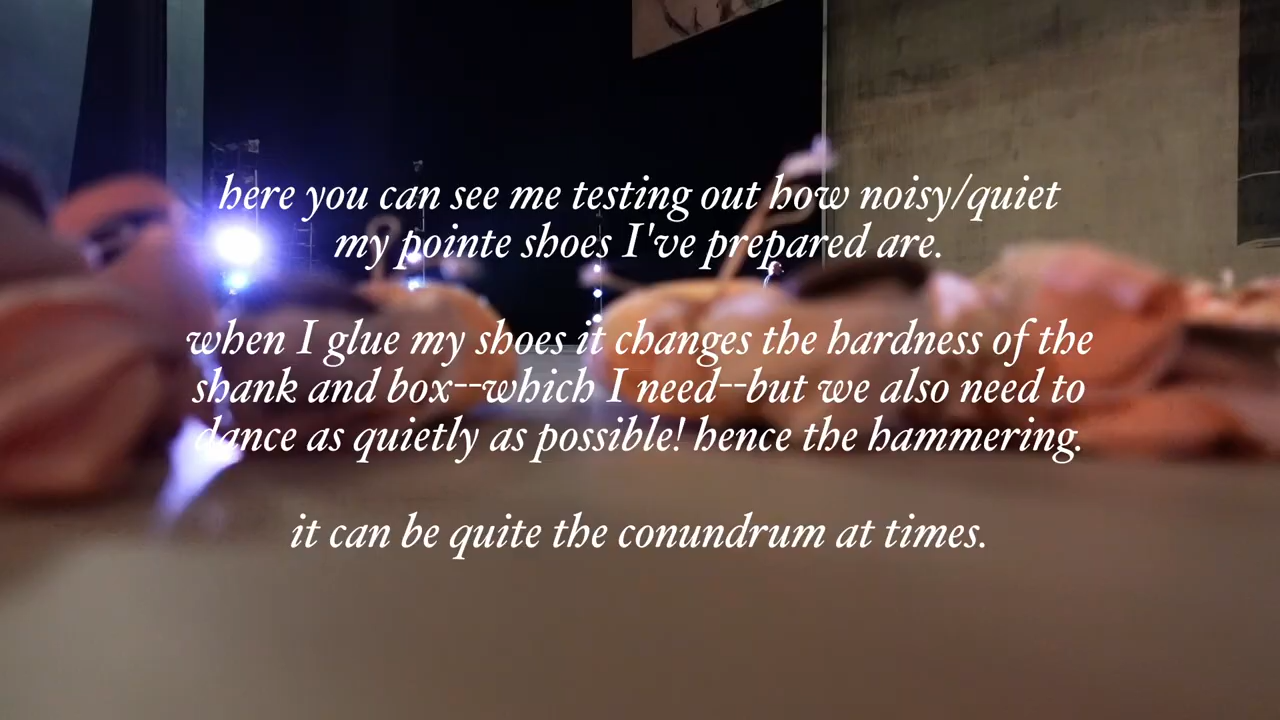 here you can see me testing out how noisy/quiet
my pointe shoes I've prepared are.
when I glue my shoes it changes the hardness of the
shank and box--which I need--but we also need to
dance as quietly as possible! hence the hammering.
it can be quite the conundrum at times.